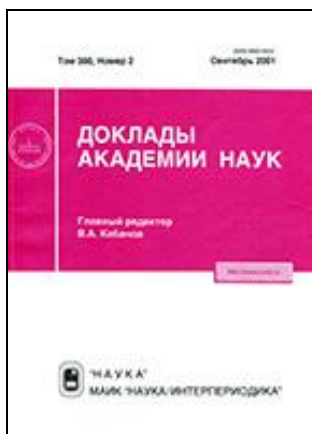 Том 380, Номер 2
Сентябрь 2001
ДОКЛАДЫ
АКАДЕМИИ НАУК
Главный редактор
В.А. Кабанов
"НАУКА"
МАИК "НАУКА/ИНТЕРПЕРИОДИКА"